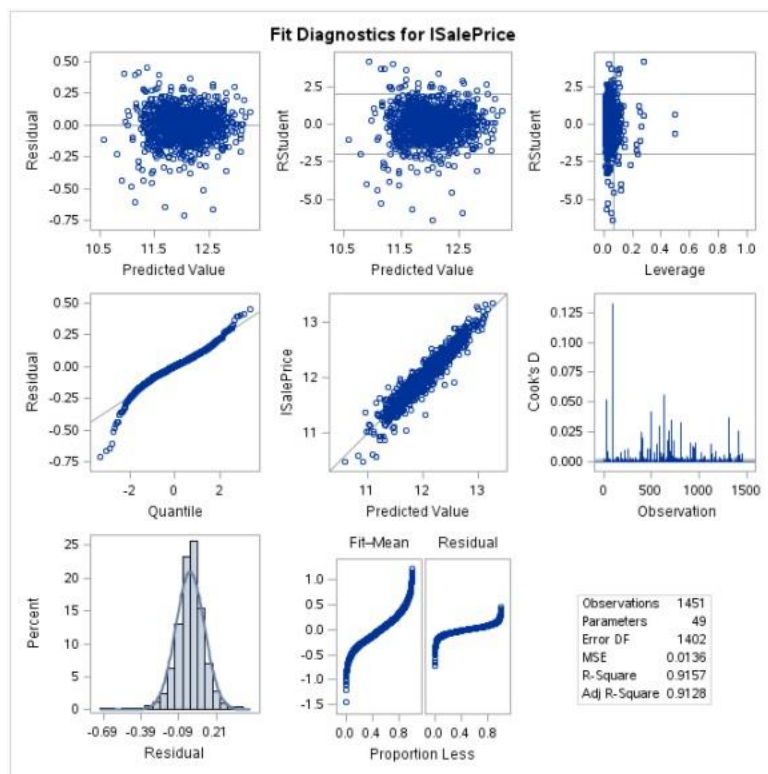 Fit Diagnostics for lSalePrice
0.50
0.25
0.00
-0.25
-0.50
-0.75
Residual
10.5 11.5 12.5
Predicted Value
2.5
0.0
-2.5
-5.0
RStudent
10.5 11.5 12.5
Predicted Value
2.5
0.0
-2.5
-5.0
RStudent
0.0 0.2 0.4 0.6 0.8 1.0
Leverage
0.50
0.25
0.00
-0.25
-0.50
-0.75
Residual
-2 0 2
Quantile
13
12
11
lSalePrice
11 12 13
Predicted Value
0.125
0.100
0.075
0.050
0.025
0.000
Cook's D
0 500 1000 1500
Observation
25
20
15
10
5
0
Percent
-0.69 -0.39 -0.09 0.21
Residual
Fit–Mean Residual
1.0
0.5
0.0
-0.5
-1.0
-1.5
0.0 0.4 0.8 0.0 0.4 0.8
Proportion Less
Observations 1451
Parameters 49
Error DF 1402
MSE 0.0136
R-Square 0.9157
Adj R-Square 0.9128